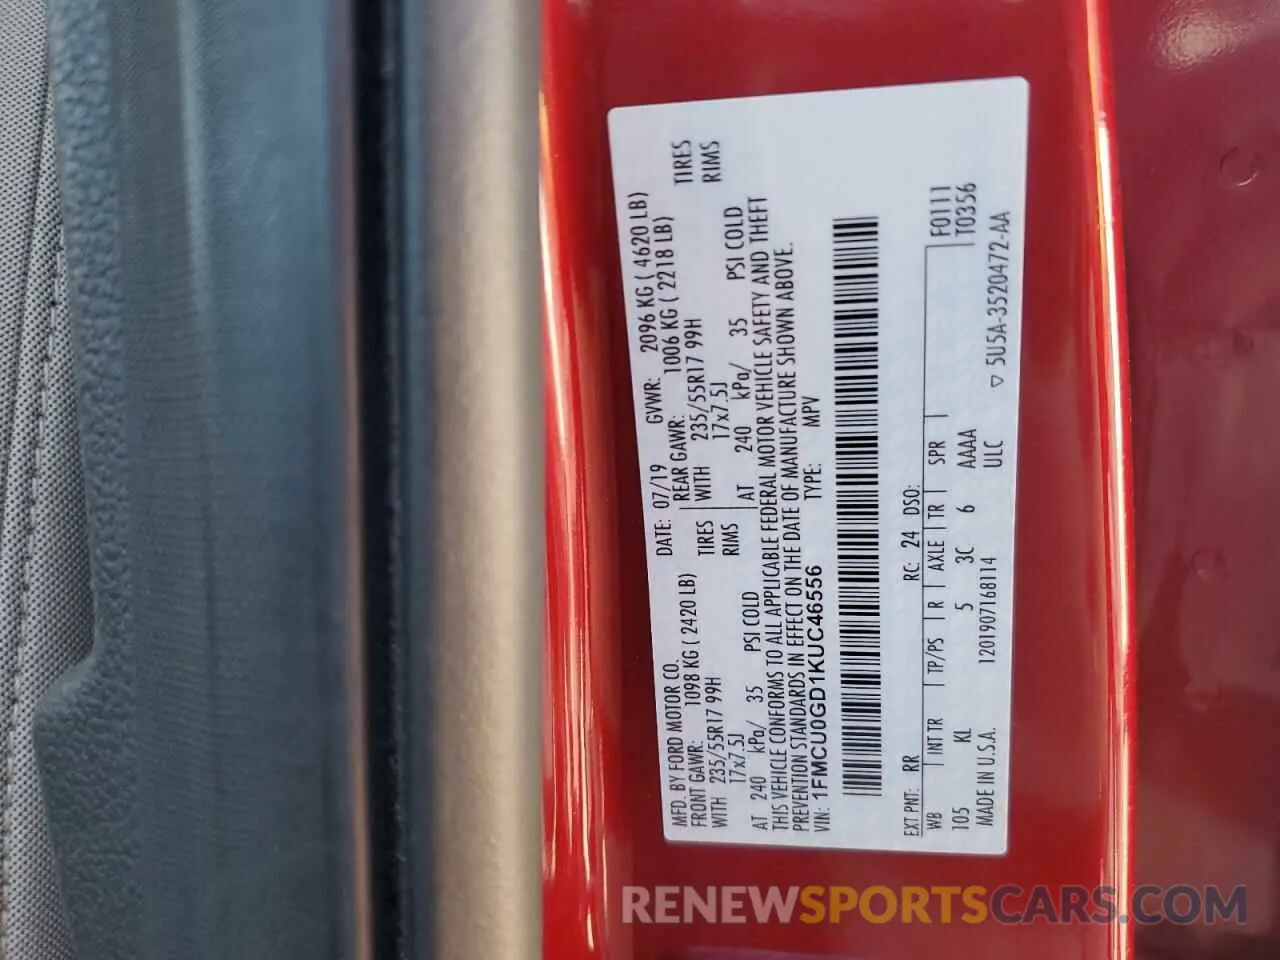 MFD. BY FORD MOTOR CO.
DATE: 07/19 GVWR: 2096 KG ( 4620 LB)
FRONT GAWR: 1098 KG ( 2420 LB) REAR GAWR: 1006 KG ( 2218 LB)
WITH 235/55R17 99H TIRES WITH 235/55R17 99H TIRES
17x7.5J RIMS 17x7.5J RIMS
AT 240 kPa/ 35 PSI COLD AT 240 kPa/ 35 PSI COLD
THIS VEHICLE CONFORMS TO ALL APPLICABLE FEDERAL MOTOR VEHICLE SAFETY AND THEFT
PREVENTION STANDARDS IN EFFECT ON THE DATE OF MANUFACTURE SHOWN ABOVE.
VIN: 1FMCU0GD1KUC46556 TYPE: MPV
EXT PNT: RR RC: 24 DSO: F0111
WB INT TR TP/PS R AXLE TR SPR T0356
105 KL 5 3C 6 AAAA
MADE IN U.S.A. 1201907168114 ULC ▽ 5U5A-3520472-AA
RENEWSPORTSCARS.COM